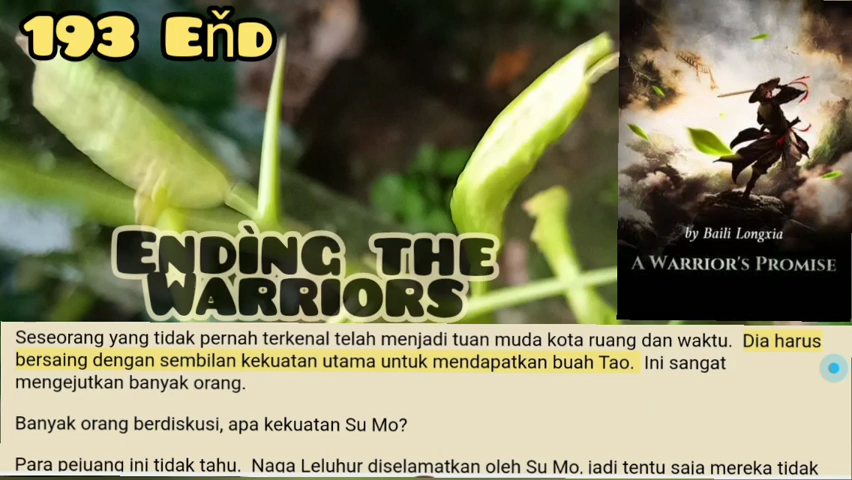 193 Eňd
by Baili Longxia
A Warrior's Promise
Endìng the
Warriors
Seseorang yang tidak pernah terkenal telah menjadi tuan muda kota ruang dan waktu. Dia harus
bersaing dengan sembilan kekuatan utama untuk mendapatkan buah Tao. Ini sangat
mengejutkan banyak orang.
Banyak orang berdiskusi, apa kekuatan Su Mo?
Para pejuang ini tidak tahu. Naga Leluhur diselamatkan oleh Su Mo, jadi tentu saja mereka tidak